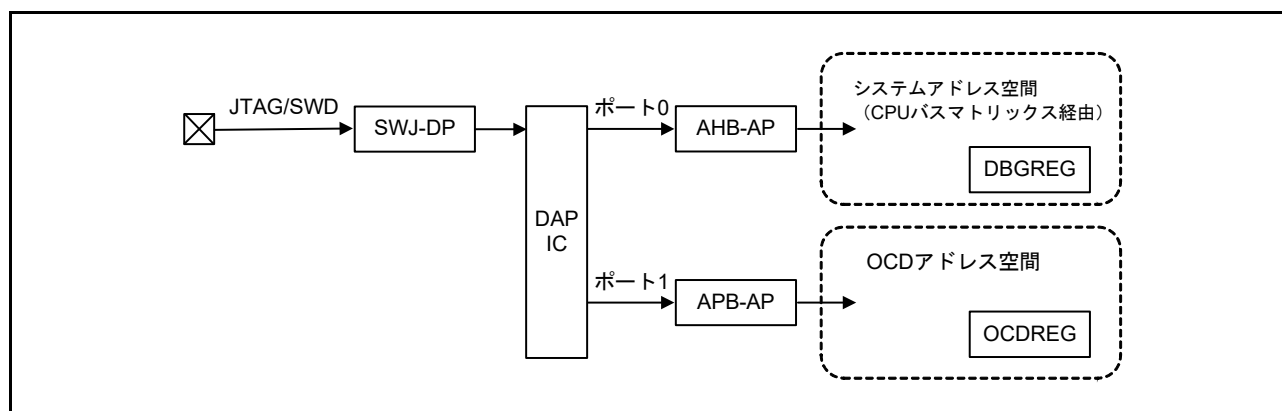 JTAG/SWD
SWJ-DP
DAP
IC
ポート0
AHB-AP
システムアドレス空間
（CPUバスマトリックス経由）
DBGREG
ポート1
APB-AP
OCDアドレス空間
OCDREG